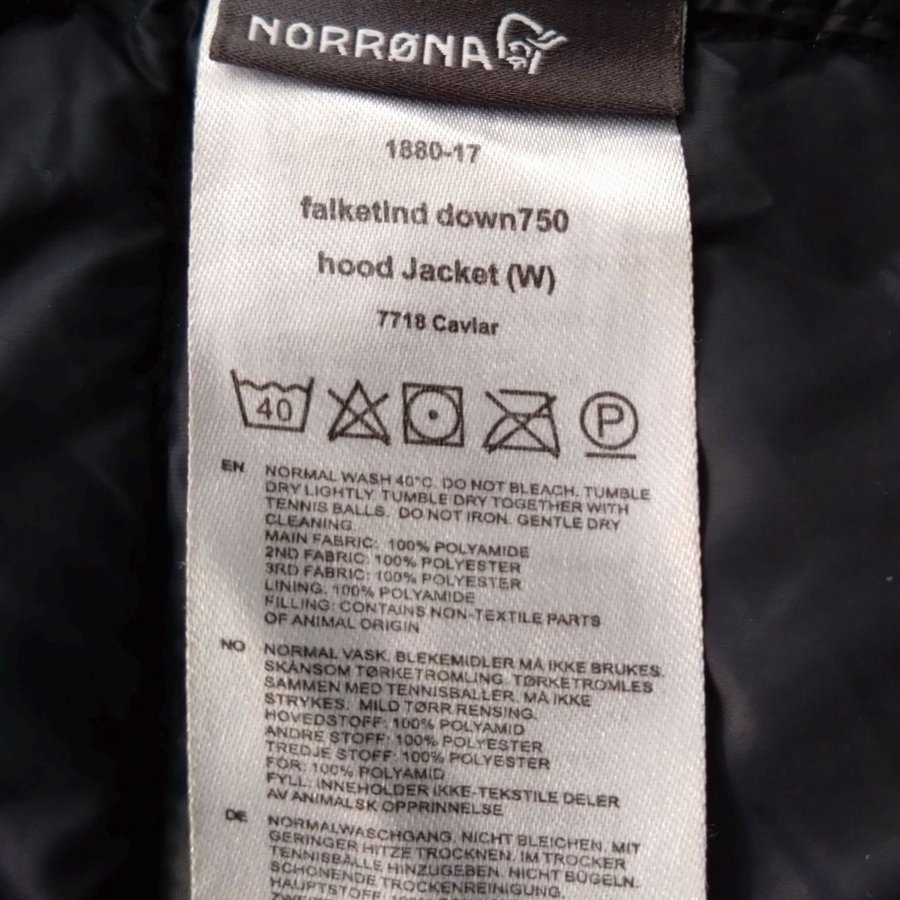 NORRØNA
1880-17
falketind down750
hood Jacket (W)
7718 Caviar
40 P
EN NORMAL WASH 40°C. DO NOT BLEACH. TUMBLE
DRY LIGHTLY. TUMBLE DRY TOGETHER WITH
TENNIS BALLS. DO NOT IRON. GENTLE DRY
CLEANING.
MAIN FABRIC: 100% POLYAMIDE
2ND FABRIC: 100% POLYESTER
3RD FABRIC: 100% POLYESTER
LINING: 100% POLYAMIDE
FILLING: CONTAINS NON-TEXTILE PARTS
OF ANIMAL ORIGIN
NO NORMAL VASK. BLEKEMIDLER MÅ IKKE BRUKES.
SKÅNSOM TØRKETROMLING. TØRKETROMLES
SAMMEN MED TENNISBALLER. MÅ IKKE
STRYKES. MILD TØRR RENSING.
HOVEDSTOFF: 100% POLYAMID
ANDRE STOFF: 100% POLYESTER
TREDJE STOFF: 100% POLYESTER
FÔR: 100% POLYAMID
FYLL: INNEHOLDER IKKE-TEKSTILE DELER
AV ANIMALSK OPPRINNELSE
DE NORMALWASCHGANG. NICHT BLEICHEN. MIT
GERINGER HITZE TROCKNEN. IM TROCKER
TENNISBÄLLE HINZUGEBEN. NICHT BÜGELN.
SCHONENDE TROCKENREINIGUNG.
HAUPTSTOFF: 100% POLYAMID